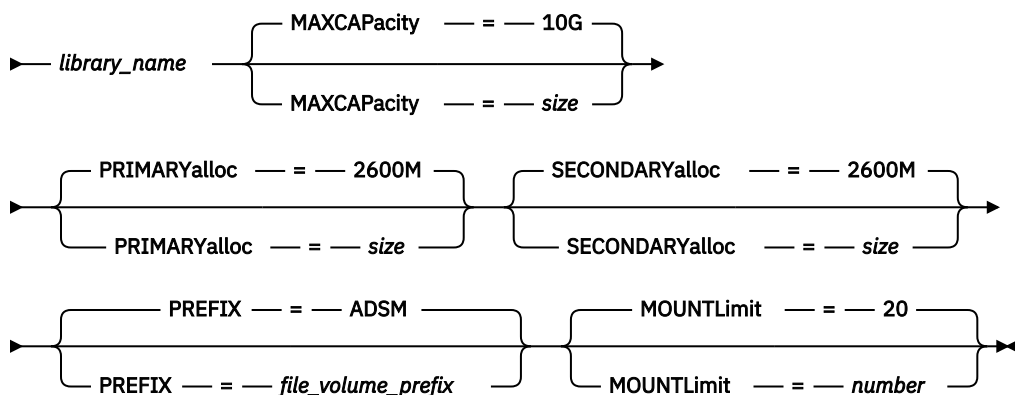 MAXCAPacity = 10G
library_name
MAXCAPacity = size
PRIMARYalloc = 2600M SECONDARYalloc = 2600M
PRIMARYalloc = size SECONDARYalloc = size
PREFIX = ADSM MOUNTLimit = 20
PREFIX = file_volume_prefix MOUNTLimit = number